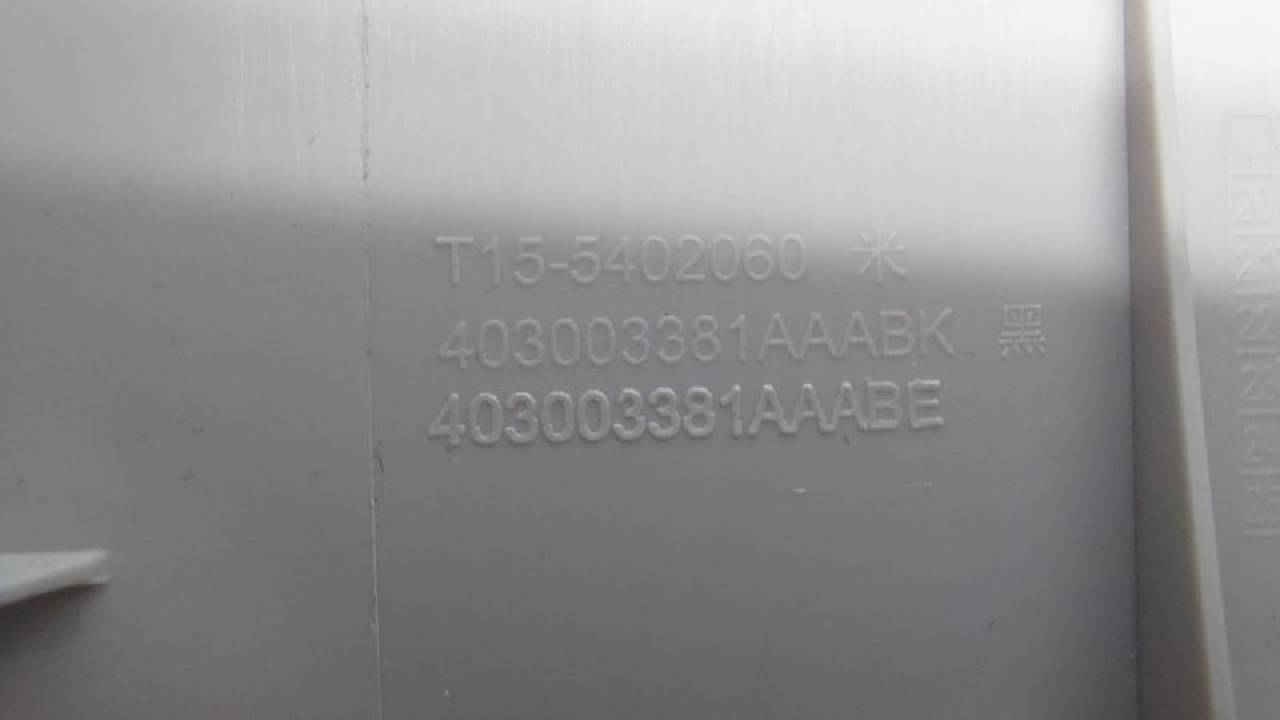 T15-5402060 米
403003381AAABK 黑
403003381AAABE